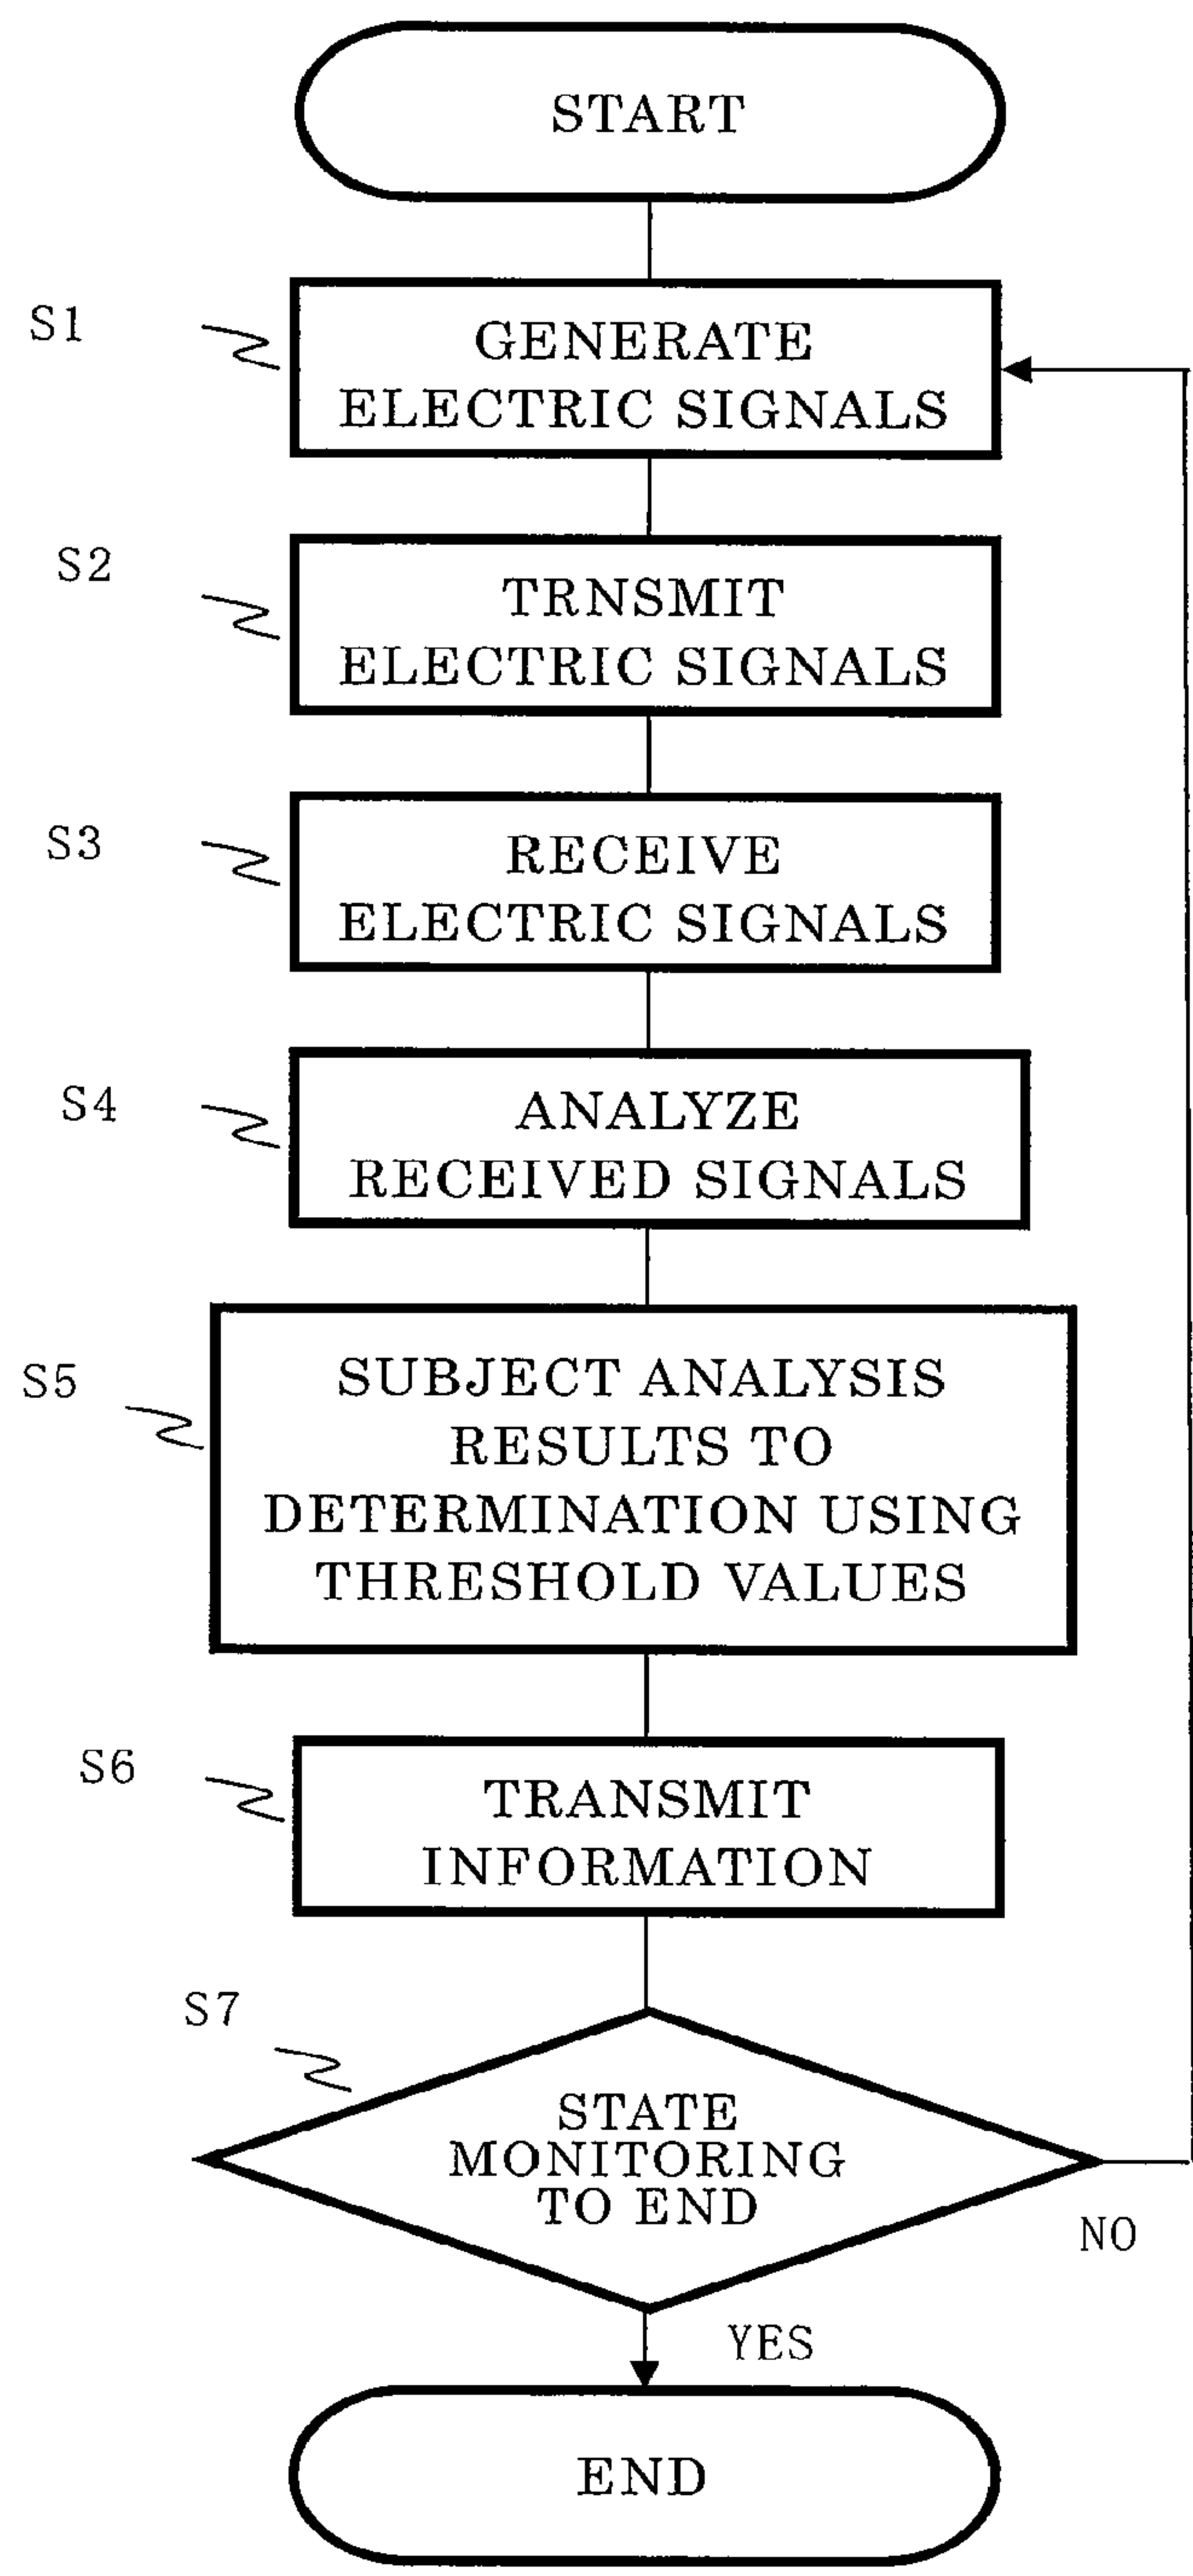 START
S1
GENERATE
ELECTRIC SIGNALS
S2
TRNSMIT
ELECTRIC SIGNALS
S3
RECEIVE
ELECTRIC SIGNALS
S4
ANALYZE
RECEIVED SIGNALS
S5
SUBJECT ANALYSIS
RESULTS TO
DETERMINATION USING
THRESHOLD VALUES
S6
TRANSMIT
INFORMATION
S7
STATE
MONITORING
TO END
NO
YES
END